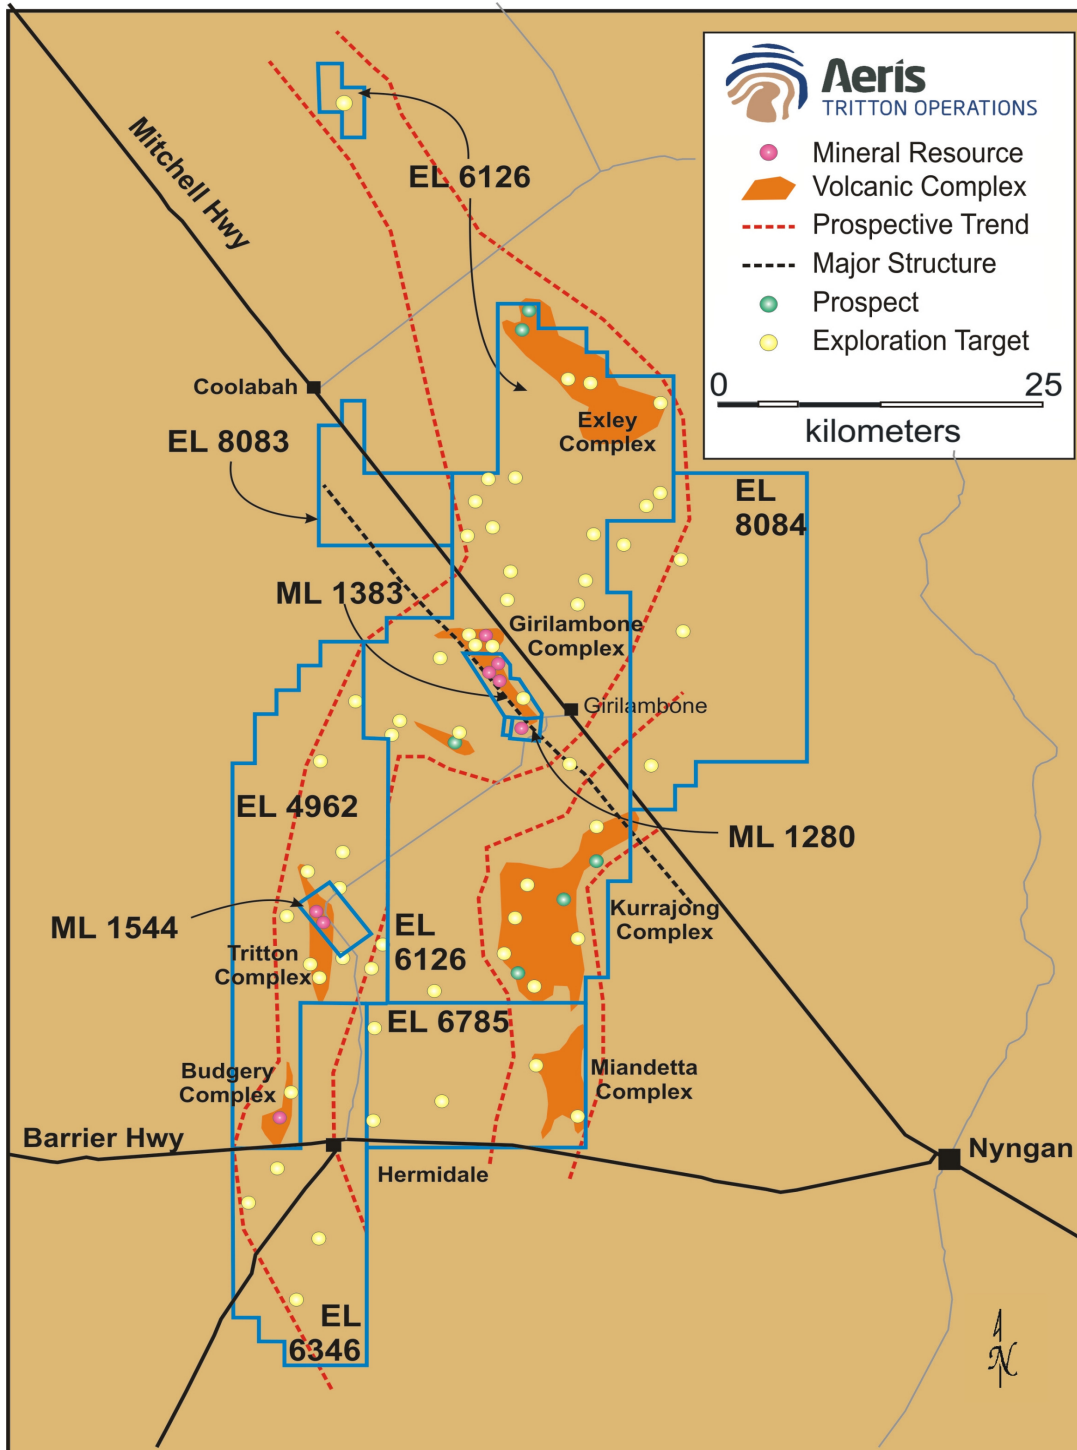 Aeris
TRITTON OPERATIONS
Mineral Resource
Volcanic Complex
Prospective Trend
Major Structure
Prospect
Exploration Target
0 25
kilometers
Mitchell Hwy
EL 6126
Coolabah
EL 8083
Exley
Complex
EL
8084
ML 1383
Girilambone
Complex
Girilambone
EL 4962
ML 1280
ML 1544
Tritton
Complex
EL
6126
Kurrajong
Complex
EL 6785
Budgery
Complex
Miandetta
Complex
Barrier Hwy
Hermidale
Nyngan
EL
6346
N